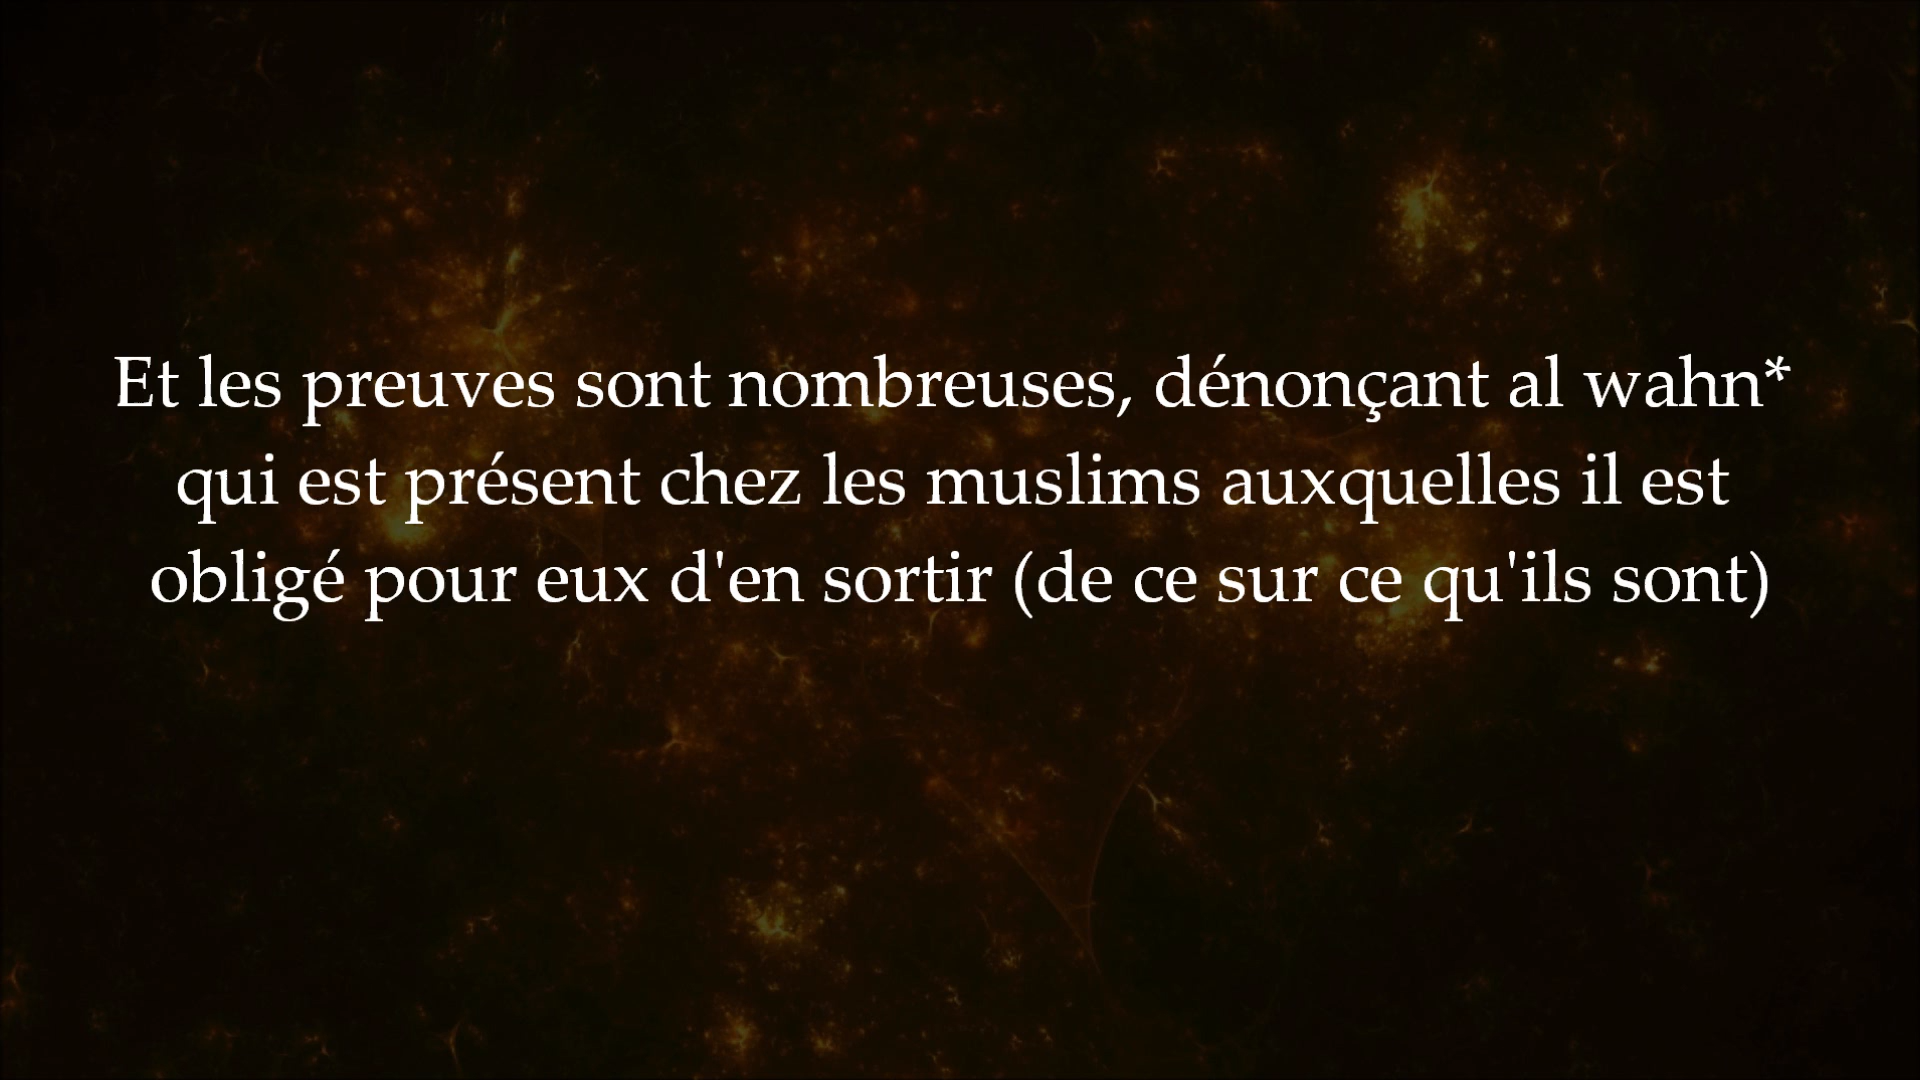 Et les preuves sont nombreuses, dénonçant al wahn*
qui est présent chez les muslims auxquelles il est
obligé pour eux d'en sortir (de ce sur ce qu'ils sont)